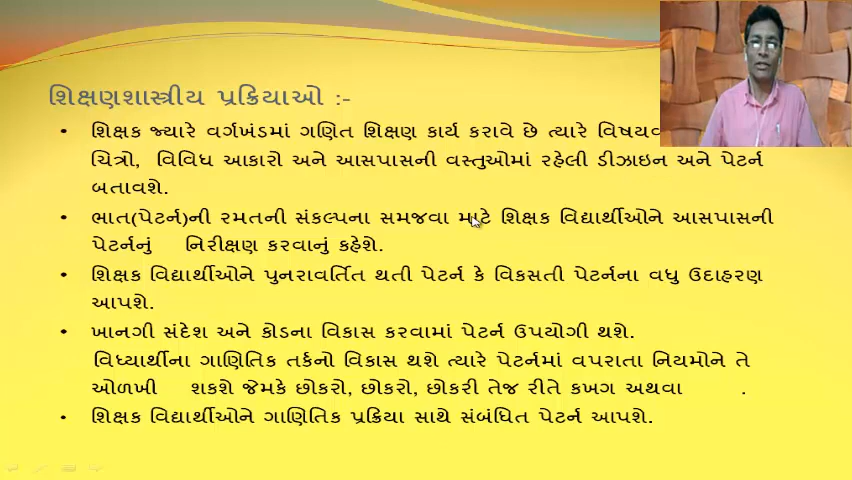 શિક્ષણશાસ્ત્રીય પ્રક્રિયાઓ :-
• શિક્ષક જ્યારે વર્ગખંડમાં ગણિત શિક્ષણ કાર્ય કરાવે છે ત્યારે
ચિત્રો, વિવિધ આકારો અને આસપાસની વસ્તુઓમાં રહેલી ડીઝાઇન અને પેટર્ન
બતાવશે.
• ભાત(પેટર્ન)ની રમતની સંકલ્પના સમજવા માટે શિક્ષક વિદ્યાર્થીઓને આસપાસની
પેટર્નનું નિરીક્ષણ કરવાનું કહેશે.
• શિક્ષક વિદ્યાર્થીઓને પુનરાવર્તિત થતી પેટર્ન કે વિકસતી પેટર્નના વધુ ઉદાહરણ
આપશે.
• ખાનગી સંદેશ અને કોડના વિકાસ કરવામાં પેટર્ન ઉપયોગી થશે.
વિધ્યાર્થીના ગાણિતિક તર્કનો વિકાસ થશે ત્યારે પેટર્નમાં વપરાતા નિયમોને તે
ઓળખી શકશે જેમકે છોકરો, છોકરો, છોકરી તેજ રીતે કખગ અથવા .
• શિક્ષક વિદ્યાર્થીઓને ગાણિતિક પ્રક્રિયા સાથે સંબંધિત પેટર્ન આપશે.